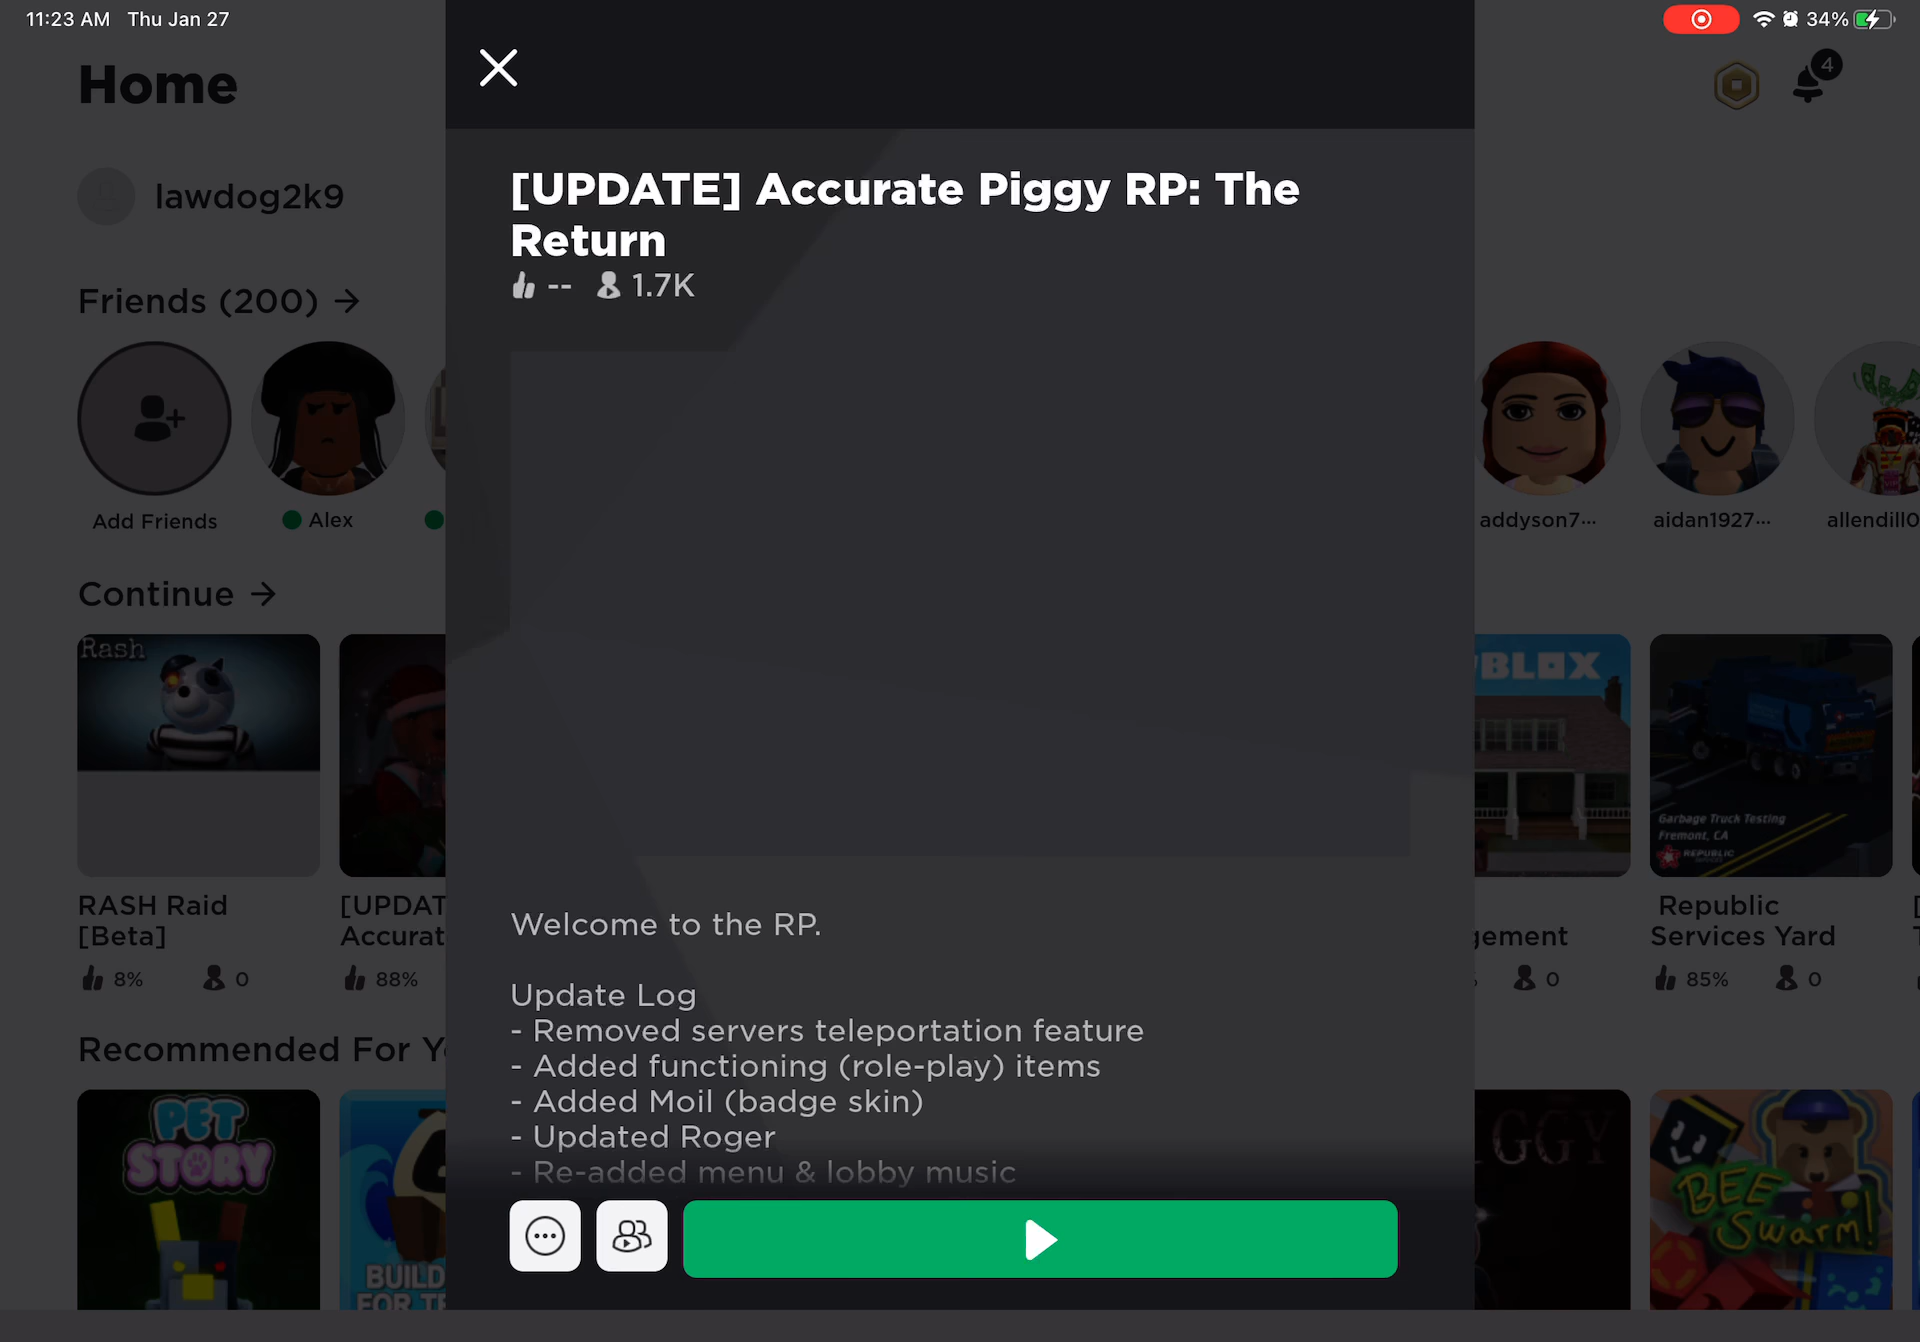 11:23 AM Thu Jan 27
34%
Home
4
lawdog2k9
[UPDATE] Accurate Piggy RP: The
Return
-- 1.7K
Friends (200) →
Add Friends
Alex
addyson7...
aidan1927...
allendill0
Continue →
Rash
BLOX
Garbage Truck Testing
Fremont, CA
REPUBLIC
RASH Raid
[Beta]
8% 0
[UPDAT
Accurat
88%
gement
0
Republic
Services Yard
85% 0
Welcome to the RP.
Update Log
- Removed servers teleportation feature
- Added functioning (role-play) items
- Added Moil (badge skin)
- Updated Roger
- Re-added menu & lobby music
Recommended For Y
PET
STORY
BUILD
FOR T
GGY
BEE
Swarm!